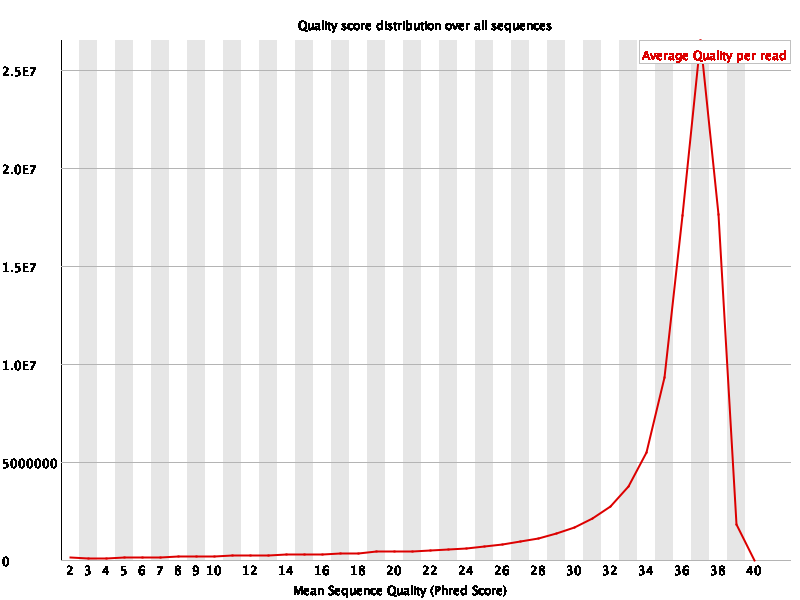 Quality score distribution over all sequences
Average Quality per read
2.5E7
2.0E7
1.5E7
1.0E7
5000000
0
2 3 4 5 6 7 8 9 10 12 14 16 18 20 22 24 26 28 30 32 34 36 38 40
Mean Sequence Quality (Phred Score)